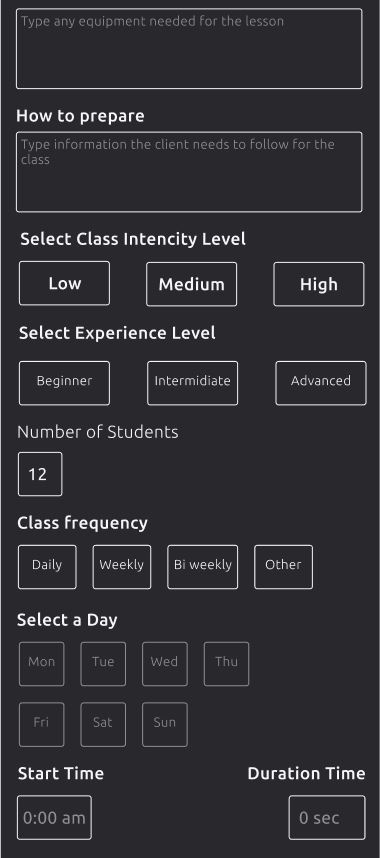 Type any equipment needed for the lesson
How to prepare
Type information the client needs to follow for the
class
Select Class Intencity Level
Low Medium High
Select Experience Level
Beginner Intermidiate Advanced
Number of Students
12
Class frequency
Daily Weekly Bi weekly Other
Select a Day
Mon Tue Wed Thu
Fri Sat Sun
Start Time Duration Time
0:00 am 0 sec